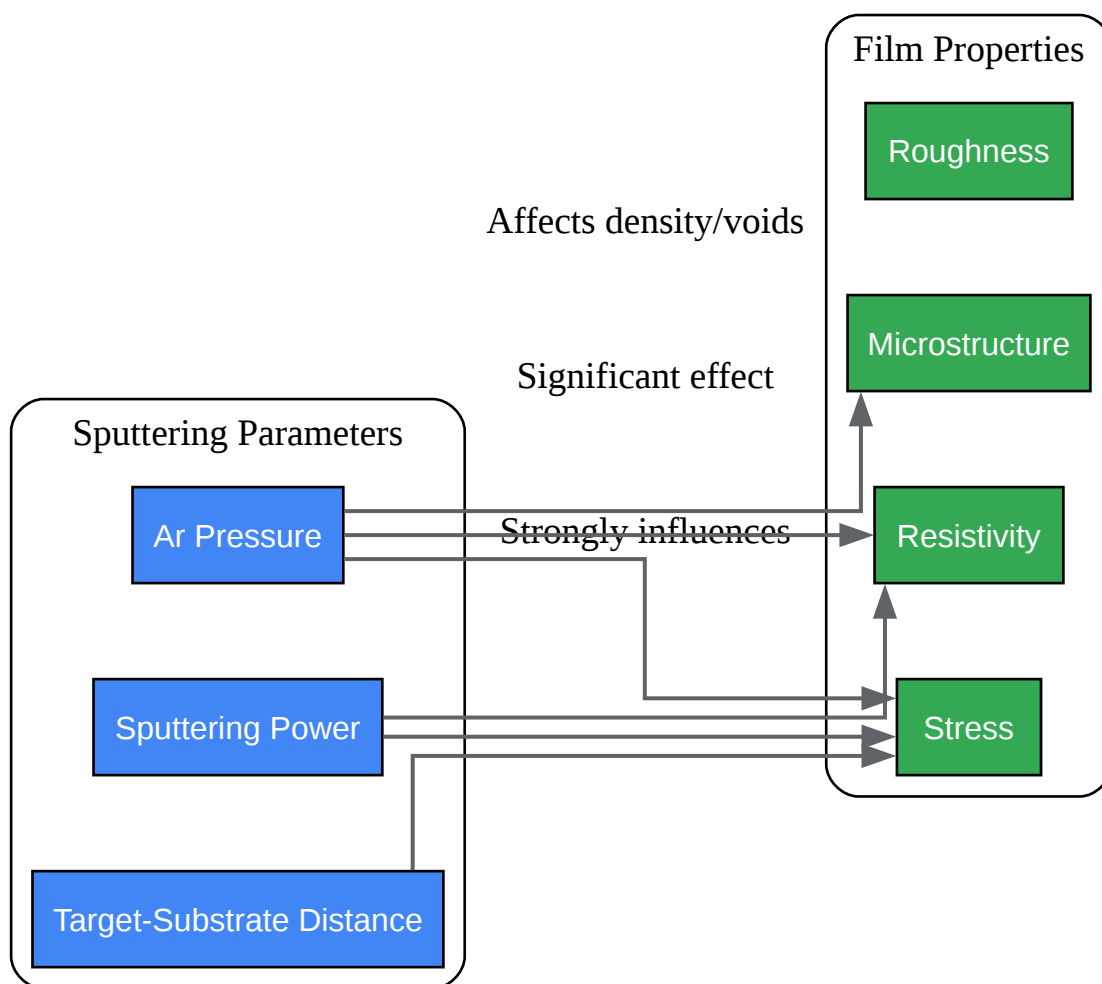 Film Properties
Roughness
Affects density/voids
Microstructure
Significant effect
Sputtering Parameters
Ar Pressure
Strongly influences
Resistivity
Sputtering Power
Stress
Target-Substrate Distance